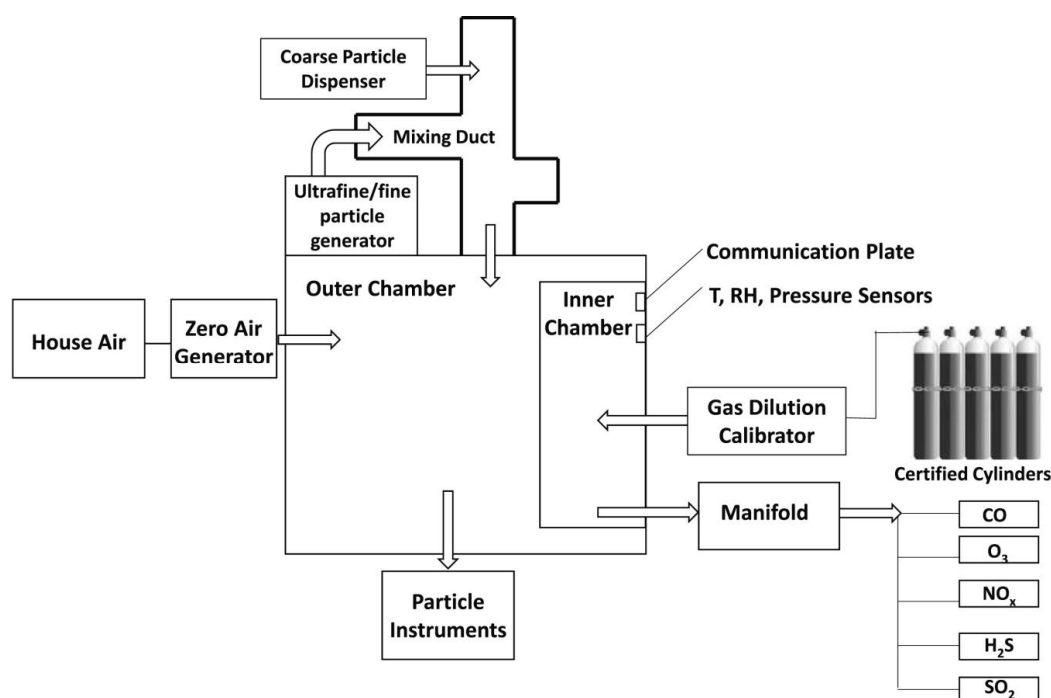 Coarse Particle
Dispenser
Mixing Duct
Ultrafine/fine
particle
generator
Communication Plate
Outer Chamber
Inner
Chamber
T, RH, Pressure Sensors
House Air
Zero Air
Generator
Gas Dilution
Calibrator
Certified Cylinders
Manifold
CO
O₃
NOₓ
H₂S
SO₂
Particle
Instruments